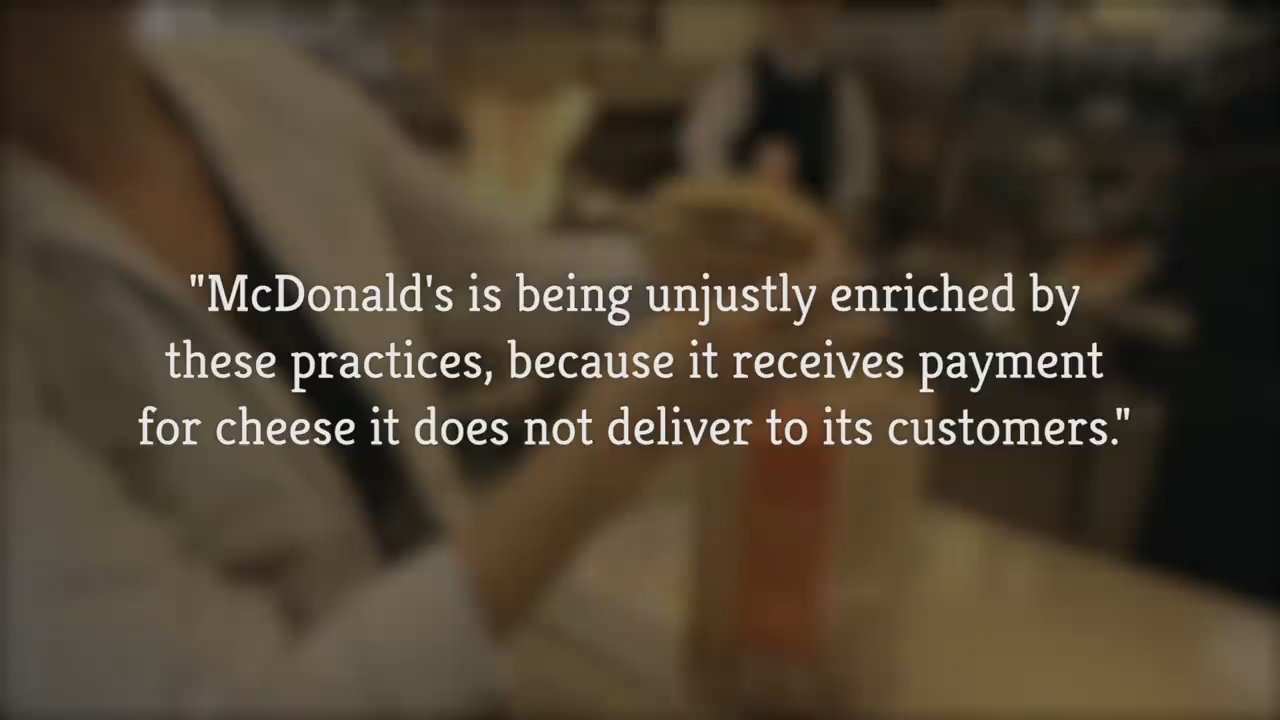 "McDonald's is being unjustly enriched by
these practices, because it receives payment
for cheese it does not deliver to its customers."